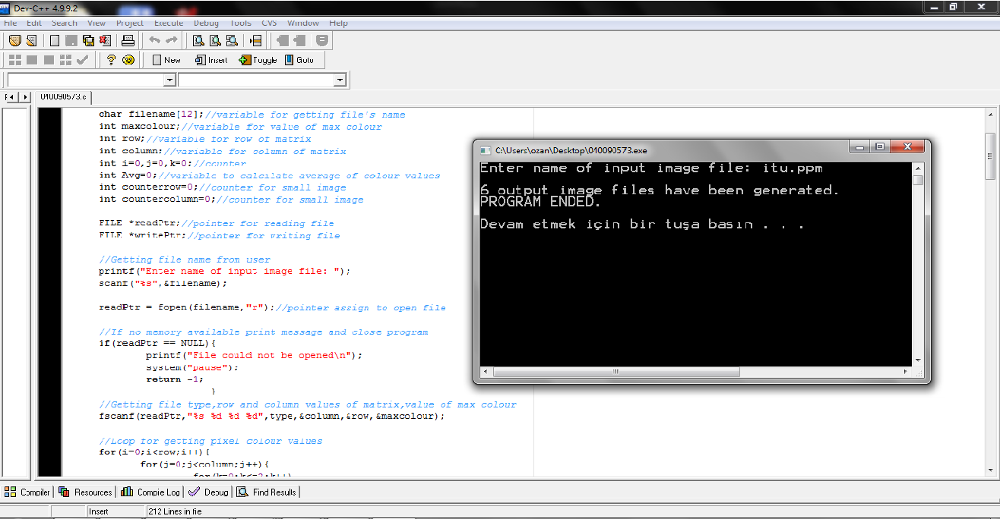 Dev-C++ 4.9.9.2
File Edit Search View Project Execute Debug Tools CVS Window Help
New Insert Toggle Goto
040090573.c
char filename[12];//variable for getting file's name
int maxcolour;//variable for value of max colour
int row;//variable for row of matrix
int column;//variable for column of matrix
int i=0,j=0,k=0;//counter
int Avg=0;//variable to calculate average of colour values
int counterrow=0;//counter for small image
int countercolumn=0;//counter for small image
FILE *readPtr;//pointer for reading file
FILE *writePtr;//pointer for writing file
//Getting file name from user
printf("Enter name of input image file: ");
scanf("%s",&filename);
readPtr = fopen(filename,"r");//pointer assign to open file
//If no memory available print message and close program
if(readPtr == NULL){
printf("File could not be opened\n");
system("pause");
return -1;
}
//Getting file type,row and column values of matrix,value of max colour
fscanf(readPtr,"%s %d %d %d",type,&column,&row,&maxcolour);
//Loop for getting pixel colour values
for(i=0;i<row;i++){
for(j=0;j<column;j++){
for(k=0;k<=2;k++)
C:\Users\ozan\Desktop\040090573.exe
Enter name of input image file: itu.ppm
6 output image files have been generated.
PROGRAM ENDED.
Devam etmek için bir tuşa basın . . .
Compiler Resources Compile Log Debug Find Results
Insert 212 Lines in file